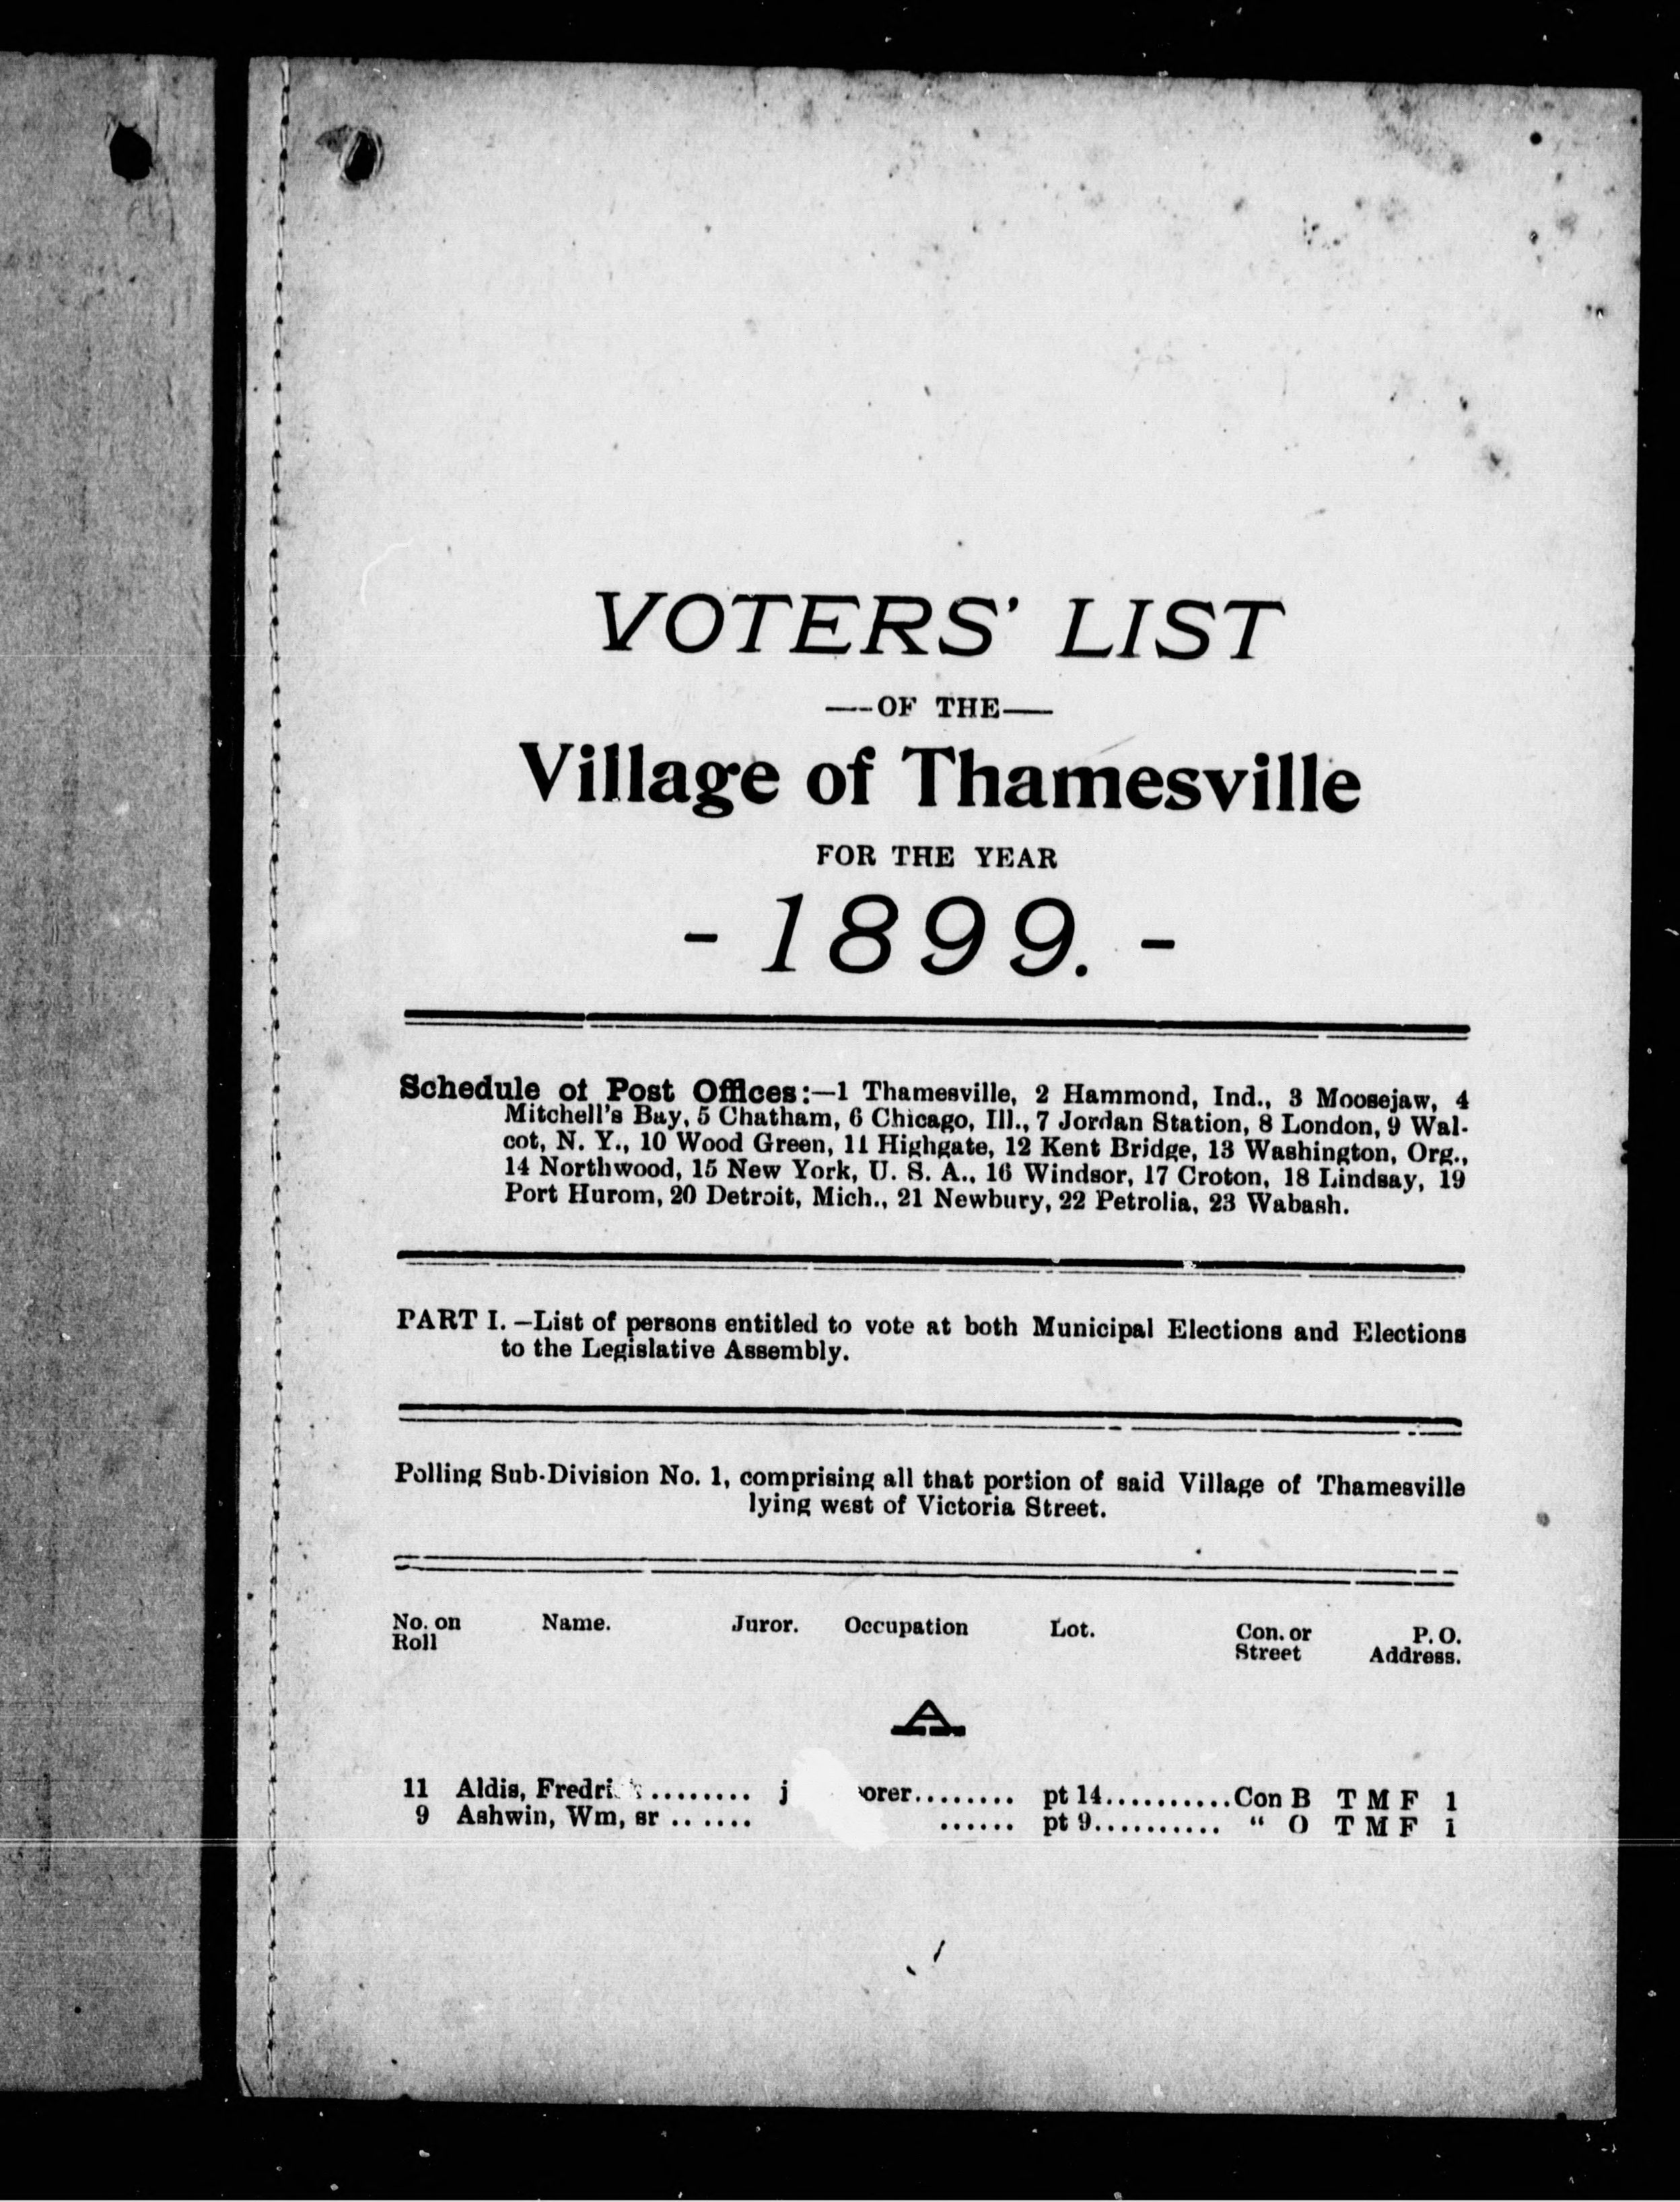 VOTERS' LIST
—OF THE—
Village of Thamesville
FOR THE YEAR
- 1899. -
Schedule of Post Offices:—1 Thamesville, 2 Hammond, Ind., 3 Moosejaw, 4
Mitchell's Bay, 5 Chatham, 6 Chicago, Ill., 7 Jordan Station, 8 London, 9 Wal-
cot, N. Y., 10 Wood Green, 11 Highgate, 12 Kent Bridge, 13 Washington, Org.,
14 Northwood, 15 New York, U. S. A., 16 Windsor, 17 Croton, 18 Lindsay, 19
Port Hurom, 20 Detroit, Mich., 21 Newbury, 22 Petrolia, 23 Wabash.
PART I.—List of persons entitled to vote at both Municipal Elections and Elections
to the Legislative Assembly.
Polling Sub-Division No. 1, comprising all that portion of said Village of Thamesville
lying west of Victoria Street.
No. on Roll Name. Juror. Occupation Lot. Con. or Street P. O. Address.
A
11 Aldis, ......... j ........ pt 14..........Con B T M F 1
9 Ashwin, Wm, sr ...... ...... pt 9.......... “ O T M F 1